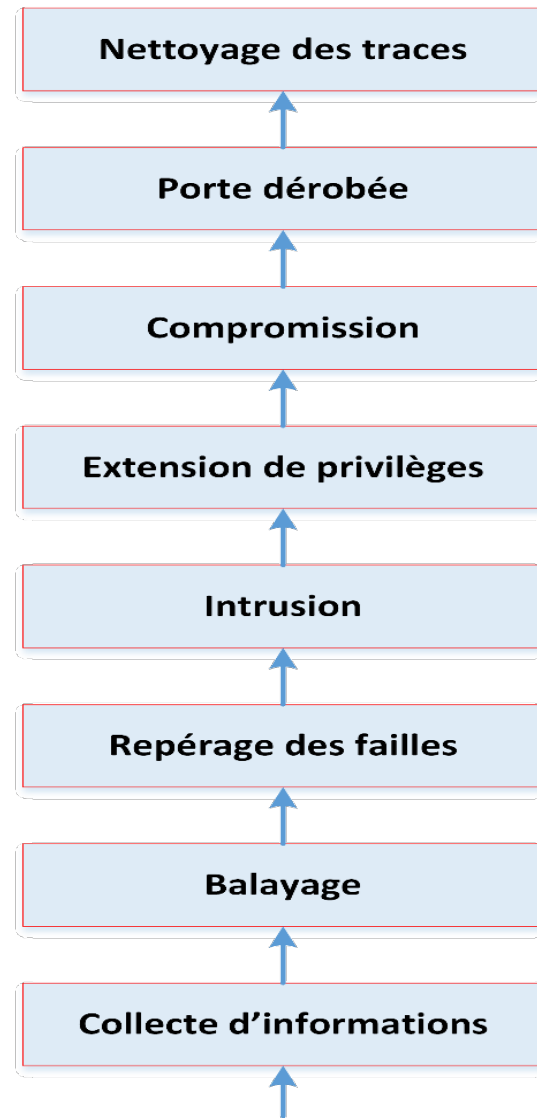 Nettoyage des traces
Porte dérobée
Compromission
Extension de privilèges
Intrusion
Repérage des failles
Balayage
Collecte d’informations